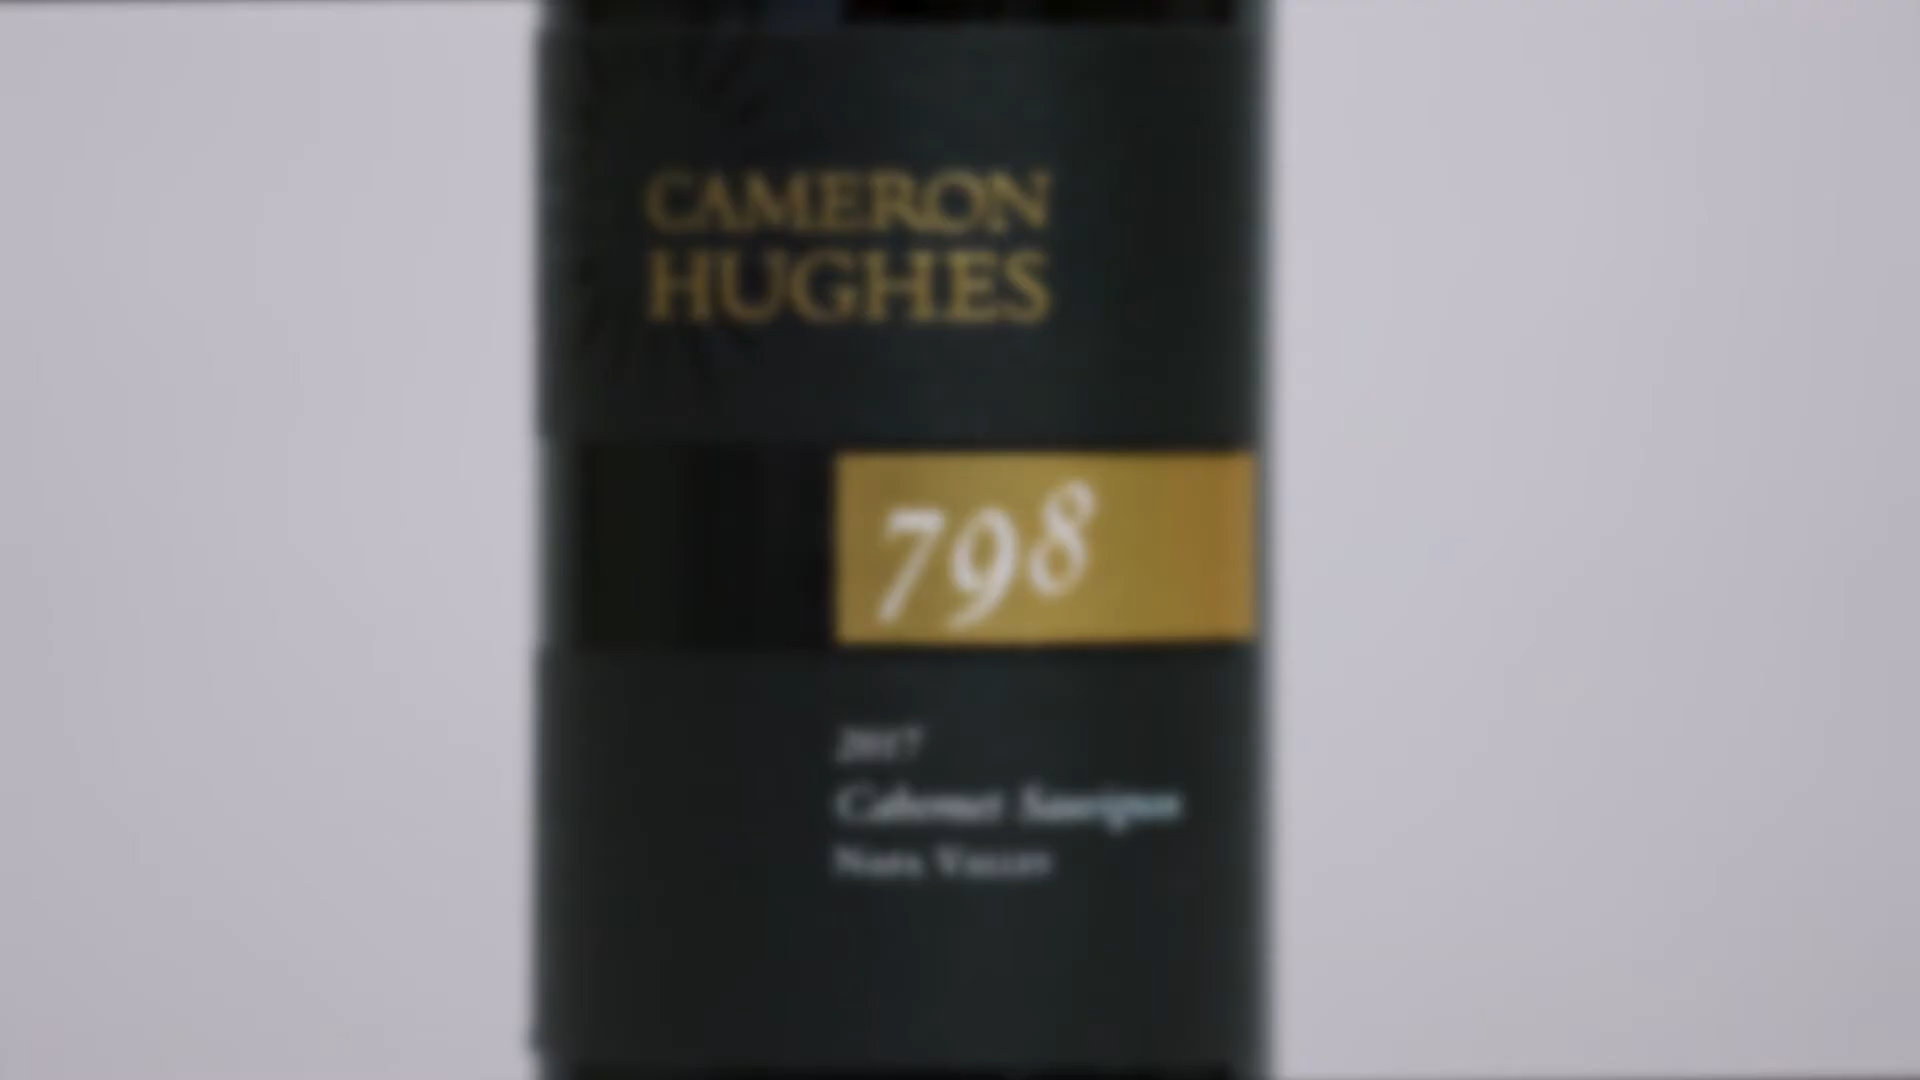 CAMERON
HUGHES
798
2017
Cabernet Sauvignon
NAPA VALLEY